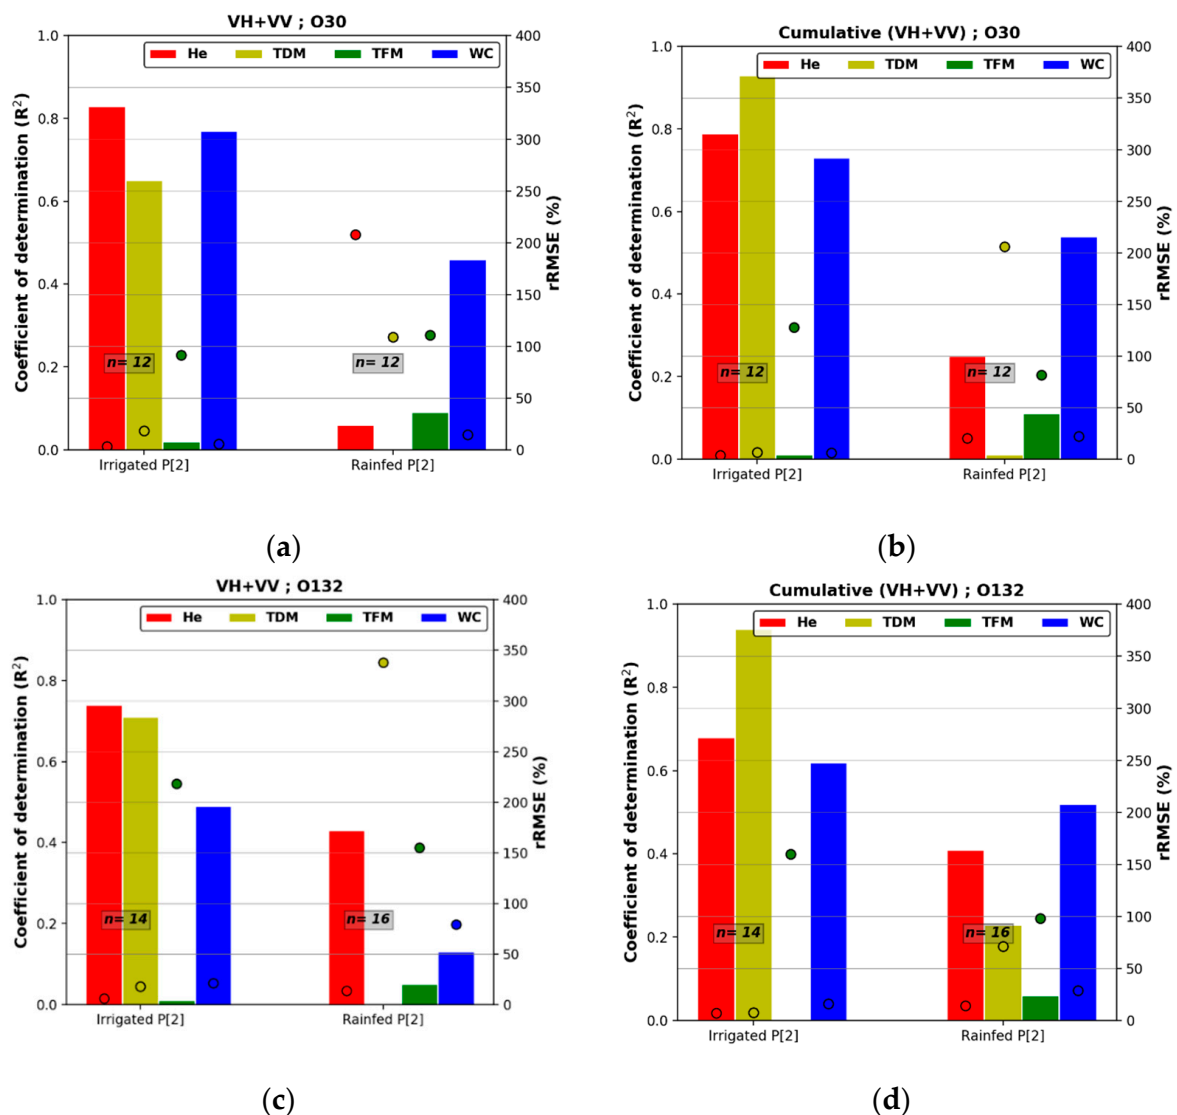 VH+VV ; O30
He TDM TFM WC
Coefficient of determination (R²)
1.0
0.8
0.6
0.4
0.2
0.0
400
350
300
250
200
150
100
50
0
rRMSE (%)
n= 12
n= 12
Irrigated P[2]
Rainfed P[2]
(a)
Cumulative (VH+VV) ; O30
He TDM TFM WC
Coefficient of determination (R²)
1.0
0.8
0.6
0.4
0.2
0.0
400
350
300
250
200
150
100
50
0
rRMSE (%)
n= 12
n= 12
Irrigated P[2]
Rainfed P[2]
(b)
VH+VV ; O132
He TDM TFM WC
Coefficient of determination (R²)
1.0
0.8
0.6
0.4
0.2
0.0
400
350
300
250
200
150
100
50
0
rRMSE (%)
n= 14
n= 16
Irrigated P[2]
Rainfed P[2]
(c)
Cumulative (VH+VV) ; O132
He TDM TFM WC
Coefficient of determination (R²)
1.0
0.8
0.6
0.4
0.2
0.0
400
350
300
250
200
150
100
50
0
rRMSE (%)
n= 14
n= 16
Irrigated P[2]
Rainfed P[2]
(d)